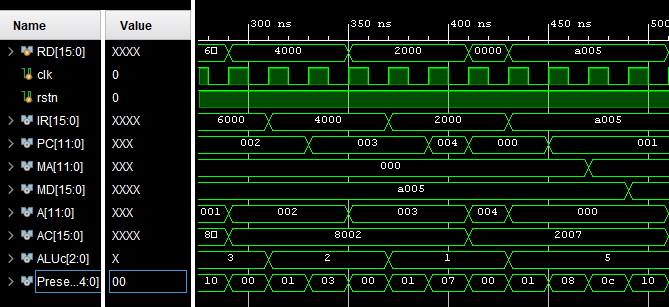 Name Value 300 ns 350 ns 400 ns 450 ns 500 ns
RD[15:0] XXXX 6 4000 2000 0000 a005
clk 0
rstn 0
IR[15:0] XXXX 6000 4000 2000 a005
PC[11:0] XXX 002 003 004 000 001
MA[11:0] XXX 000
MD[15:0] XXXX a005
A[11:0] XXX 001 002 003 004 000
AC[15:0] XXXX 8 8002 2007
ALUc[2:0] X 3 2 1 5
Prese...4:0] 00 10 00 01 03 00 01 07 00 01 08 0c 10